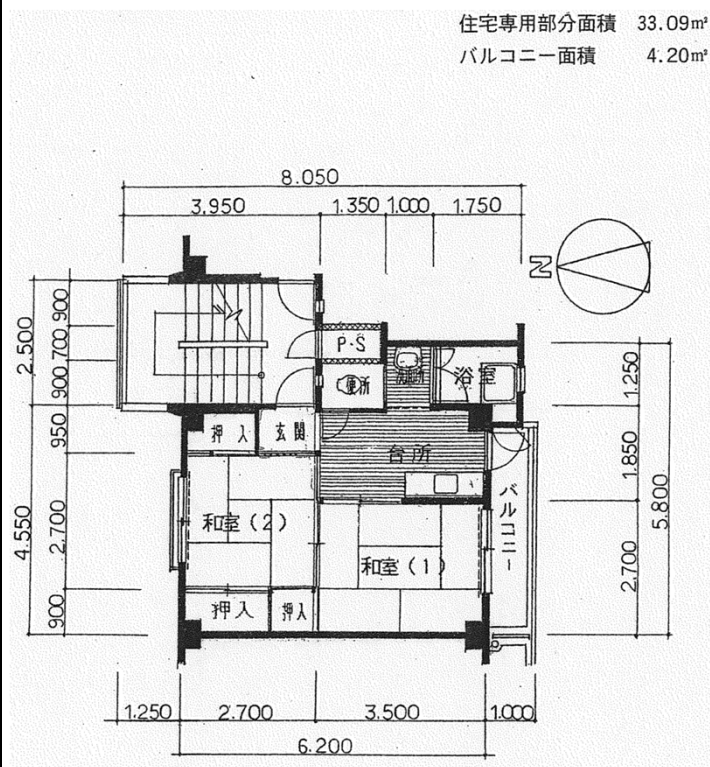 住宅専用部分面積 33.09㎡
バルコニー面積 4.20㎡
8.050
3,950 1.350 1.000 1.750
N
2.500
900
700
900
P・S
便所
洗面所
浴室
1.250
950
押入
玄関
台所
1.850
5.800
バルコニー
4.550
2.700
和室(2)
和室(1)
2.700
900
押入
押入
1.250 2.700 3.500 1.000
6.200